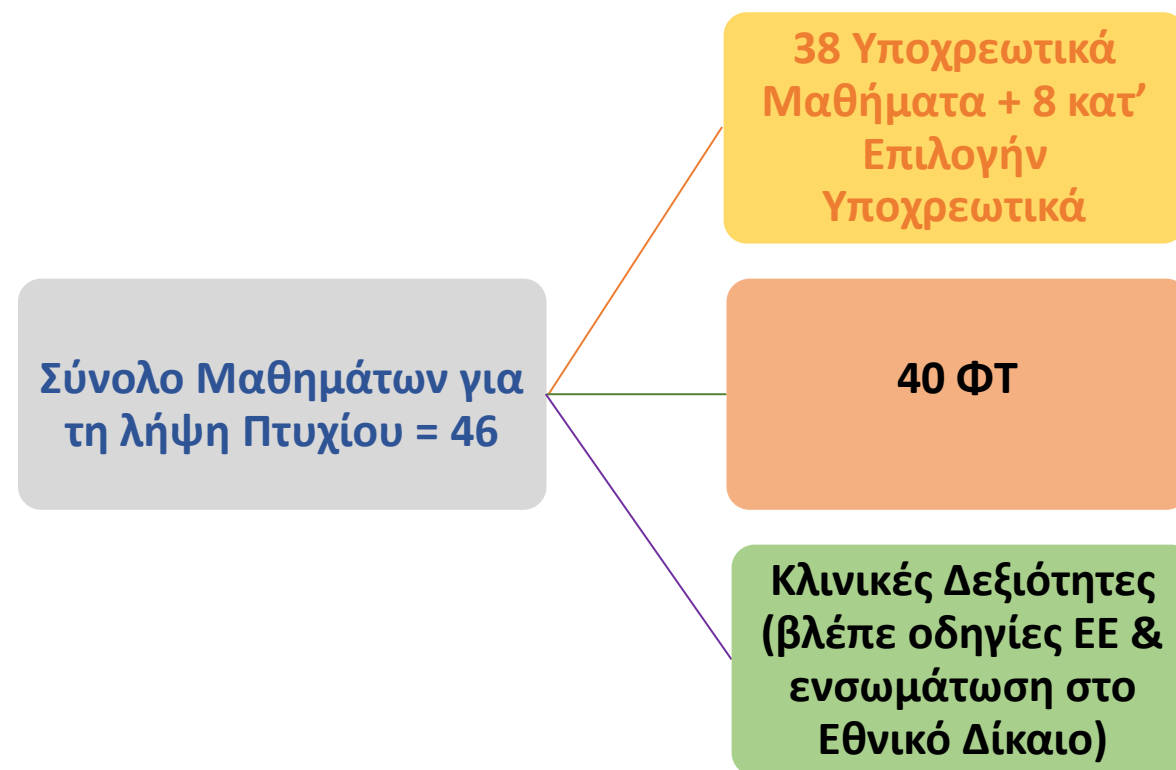 38 Υποχρεωτικά
Μαθήματα + 8 κατ’
Επιλογήν
Υποχρεωτικά
Σύνολο Μαθημάτων για
τη λήψη Πτυχίου = 46
40 ΦΤ
Κλινικές Δεξιότητες
(βλέπε οδηγίες ΕΕ &
ενσωμάτωση στο
Εθνικό Δίκαιο)